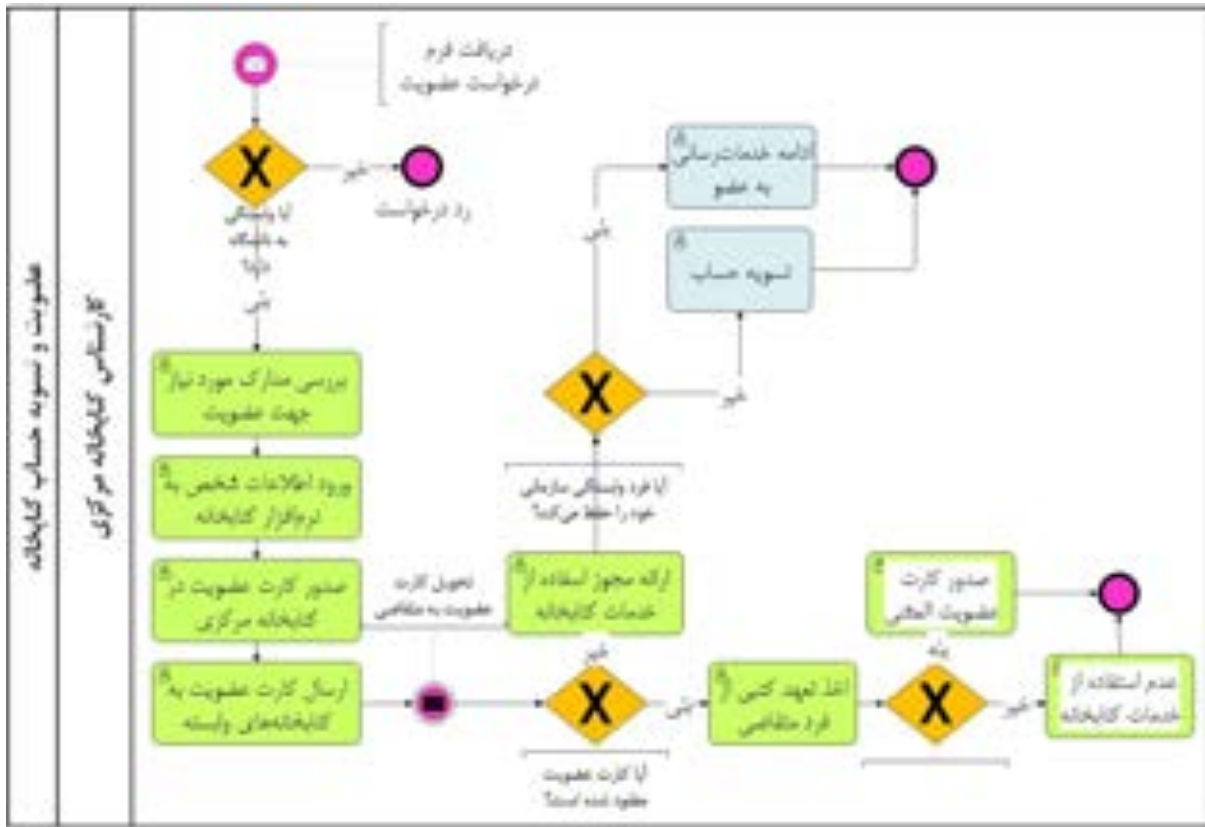 عضویت و تسویه حساب کتابخانه
کارشناس کتابخانه مرکزی
دریافت فرم
درخواست عضویت
خیر
رد درخواست
آیا وابستگی
به دانشگاه
دارد؟
بلی
بررسی مدارک مورد نیاز
جهت عضویت
ورود اطلاعات شخص به
نرم‌افزار کتابخانه
صدور کارت عضویت در
کتابخانه مرکزی
ارسال کارت عضویت به
کتابخانه‌های وابسته
تحویل کارت
عضویت به متقاضی
آیا کارت عضویت
مفقود شده است؟
خیر
بلی
ارائه مجوز استفاده از
خدمات کتابخانه
آیا فرد وابستگی سازمانی
خود را حفظ می‌کند؟
بلی
خیر
ادامه خدمات‌رسانی
به عضو
تسویه حساب
اخذ تعهد کتبی از
فرد متقاضی
بله
خیر
صدور کارت
عضویت المثنی
عدم استفاده از
خدمات کتابخانه